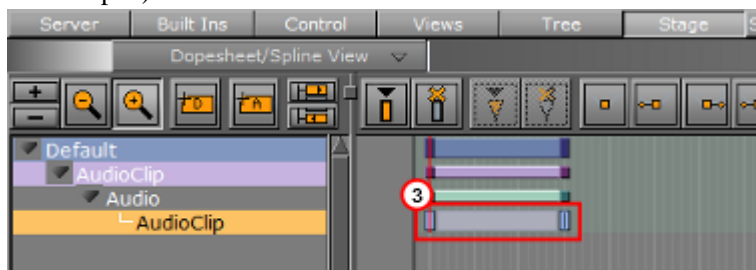 Server Built Ins Control Views Tree Stage S
Dopesheet/Spline View
D A
Default
AudioClip
Audio
3
AudioClip